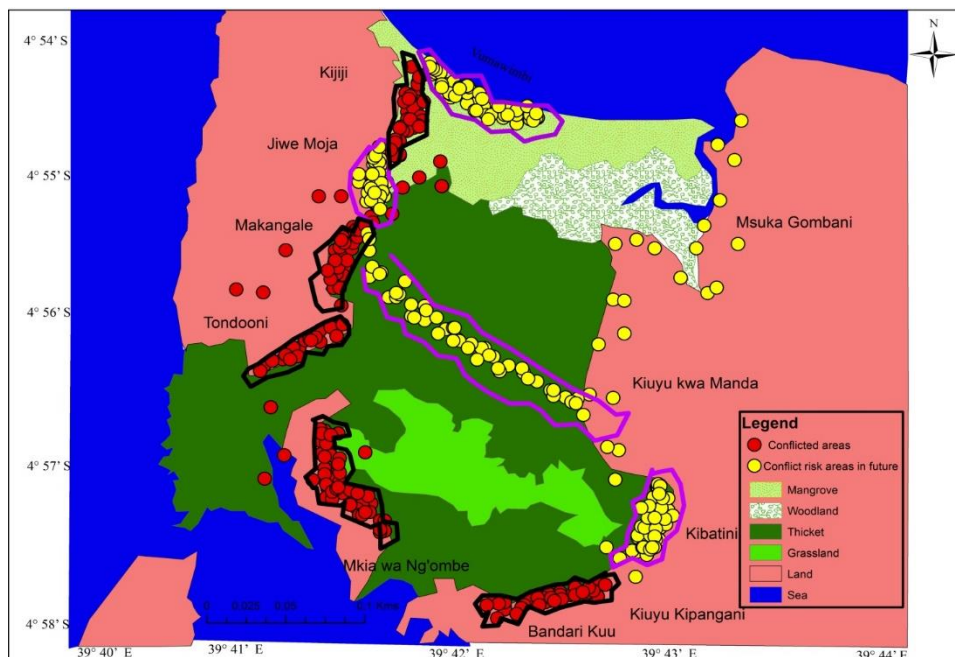 N
4° 54’ S
4° 55’ S
4° 56’ S
4° 57’ S
4° 58’ S
Kijiji
Jiwe Moja
Makangale
Tondooni
Msuka Gombani
Kiuyu kwa Manda
Kibatini
Mkia wa Ng'ombe
Kiuyu Kipangani
Bandari Kuu
Legend
Conflicted areas
Conflict risk areas in future
Mangrove
Woodland
Thicket
Grassland
Land
Sea
0 0.025 0.05 0.1 Kms
39° 40’ E 39° 41’ E 39° 42’ E 39° 43’ E 39° 44’ E